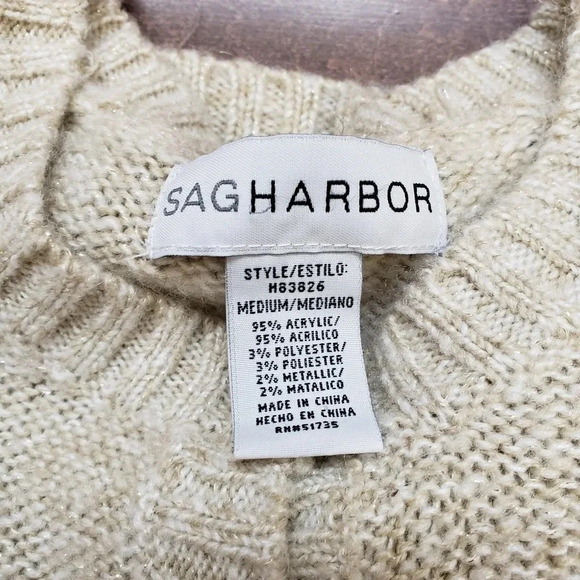 SAGHARBOR
STYLE/ESTILO:
H83826
MEDIUM/MEDIANO
95% ACRYLIC/
95% ACRILICO
3% POLYESTER/
3% POLIESTER
2% METALLIC/
2% MATALICO
MADE IN CHINA
HECHO EN CHINA
RN#51735